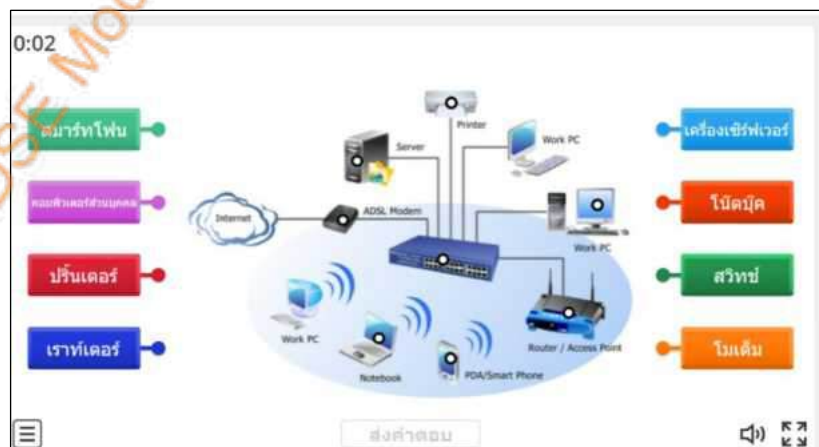 0:02
สมาร์ทโฟน
คอมพิวเตอร์ส่วนบุคคล
ปริ้นเตอร์
เราท์เตอร์
Printer
Server
Work PC
Internet
ADSL Modem
Work PC
Work PC
Notebook
PDA/Smart Phone
Router / Access Point
เครื่องเซิร์ฟเวอร์
โน๊ตบุ๊ค
สวิทช์
โมเด็ม
ส่งคำตอบ